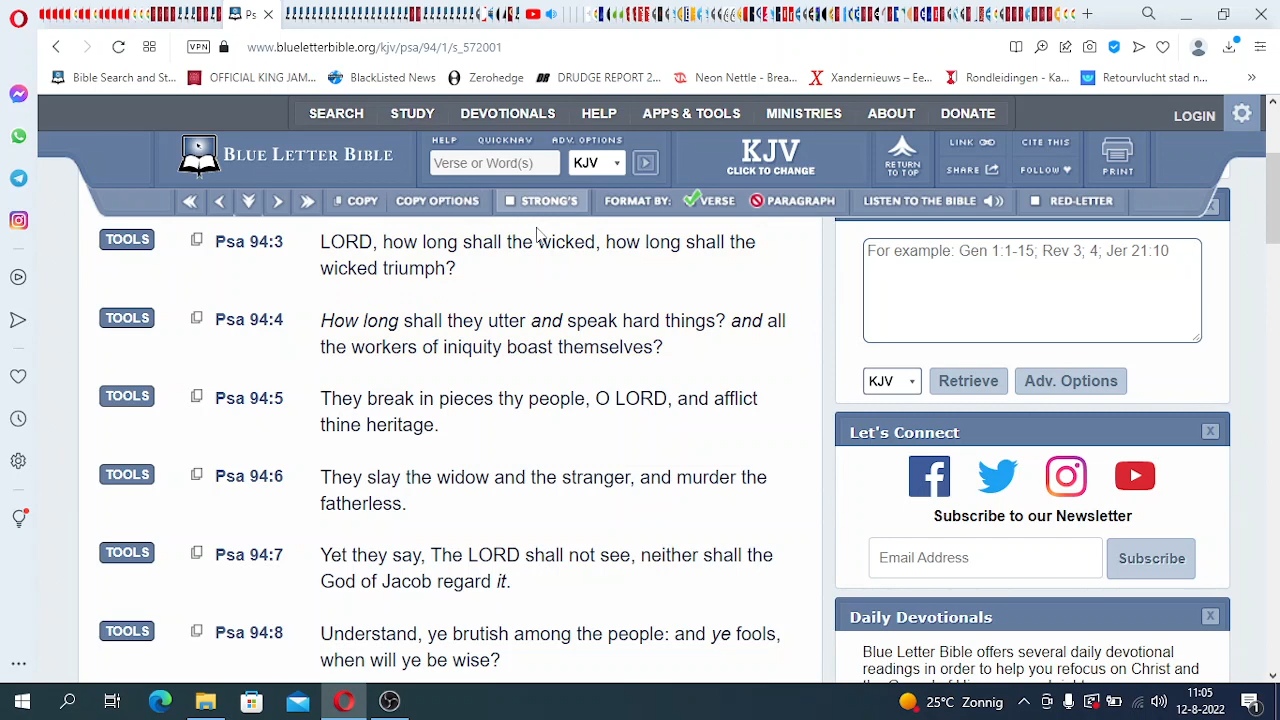 Ps
www.blueletterbible.org/kjv/psa/94/1/s_572001
VPN
Bible Search and St...
OFFICIAL KING JAM...
BlackListed News
Zerohedge
DRUDGE REPORT 2...
Neon Nettle - Brea...
Xandernieuws – Ee...
Rondleidingen - Ka...
Retourvlucht stad n...
SEARCH
STUDY
DEVOTIONALS
HELP
APPS & TOOLS
MINISTRIES
ABOUT
DONATE
LOGIN
BLUE LETTER BIBLE
HELP
QUICKNAV
ADV. OPTIONS
Verse or Word(s)
KJV
KJV
CLICK TO CHANGE
RETURN
TO TOP
LINK
CITE THIS
SHARE
FOLLOW
PRINT
COPY
COPY OPTIONS
STRONG'S
FORMAT BY:
VERSE
PARAGRAPH
LISTEN TO THE BIBLE
RED-LETTER
TOOLS
Psa 94:3
LORD, how long shall the wicked, how long shall the
wicked triumph?
TOOLS
Psa 94:4
How long shall they utter and speak hard things? and all
the workers of iniquity boast themselves?
TOOLS
Psa 94:5
They break in pieces thy people, O LORD, and afflict
thine heritage.
TOOLS
Psa 94:6
They slay the widow and the stranger, and murder the
fatherless.
TOOLS
Psa 94:7
Yet they say, The LORD shall not see, neither shall the
God of Jacob regard it.
TOOLS
Psa 94:8
Understand, ye brutish among the people: and ye fools,
when will ye be wise?
For example: Gen 1:1-15; Rev 3; 4; Jer 21:10
KJV
Retrieve
Adv. Options
Let's Connect
X
Subscribe to our Newsletter
Email Address
Subscribe
Daily Devotionals
X
Blue Letter Bible offers several daily devotional
readings in order to help you refocus on Christ and
25°C Zonnig
11:05
12-8-2022